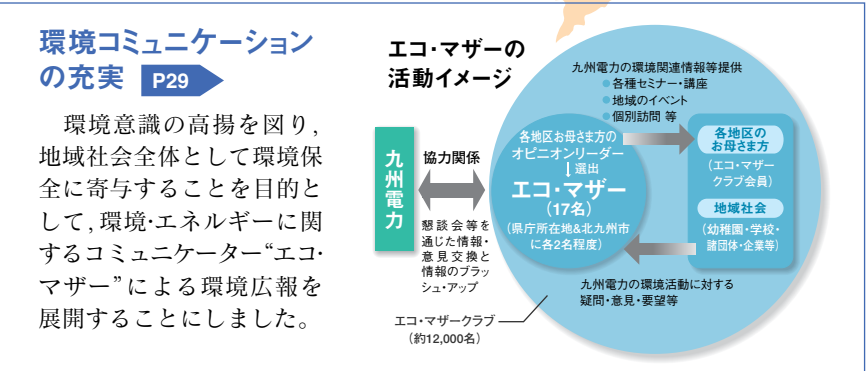 環境コミュニケーション
の充実 P29
環境意識の高揚を図り,
地域社会全体として環境保
全に寄与することを目的と
して,環境・エネルギーに関
するコミュニケーター“エコ・
マザー”による環境広報を
展開することにしました。
エコ・マザーの
活動イメージ
九州電力の環境関連情報等提供
●各種セミナー・講座
●地域のイベント
●個別訪問 等
九州電力
協力関係
懇談会等を
通じた情報・
意見交換と
情報のブラッ
シュ・アップ
各地区お母さま方の
オピニオンリーダー
↓選出
エコ・マザー
(17名)
(県庁所在地&北九州市
に各2名程度)
各地区の
お母さま方
(エコ・マザー
クラブ会員)
地域社会
(幼稚園・学校・
諸団体・企業等)
九州電力の環境活動に対する
疑問・意見・要望等
エコ・マザークラブ
(約12,000名)